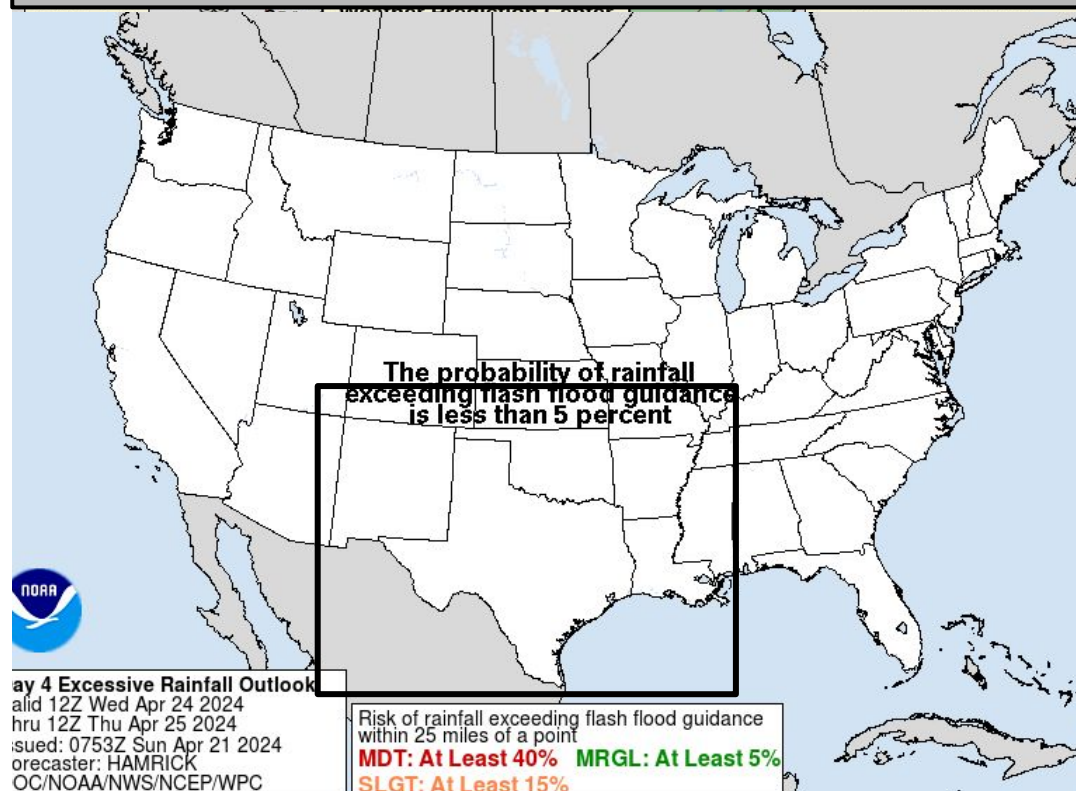 Weather Prediction Center
The probability of rainfall
exceeding flash flood guidance
is less than 5 percent
NOAA
ay 4 Excessive Rainfall Outlook
alid 12Z Wed Apr 24 2024
hru 12Z Thu Apr 25 2024
ssued: 0753Z Sun Apr 21 2024
orecaster: HAMRICK
OC/NOAA/NWS/NCEP/WPC
Risk of rainfall exceeding flash flood guidance
within 25 miles of a point
MDT: At Least 40% MRGL: At Least 5%
SLGT: At Least 15%